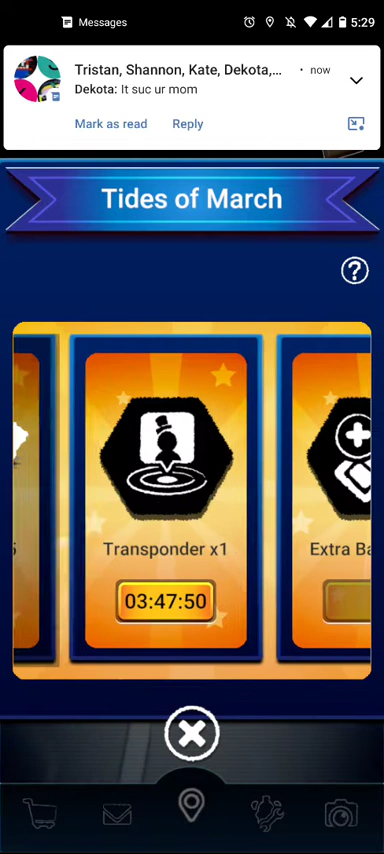 Messages
5:29
Tristan, Shannon, Kate, Dekota,... • now
Dekota: It suc ur mom
Mark as read Reply
Tides of March
?
Transponder x1
Extra Ba
03:47:50